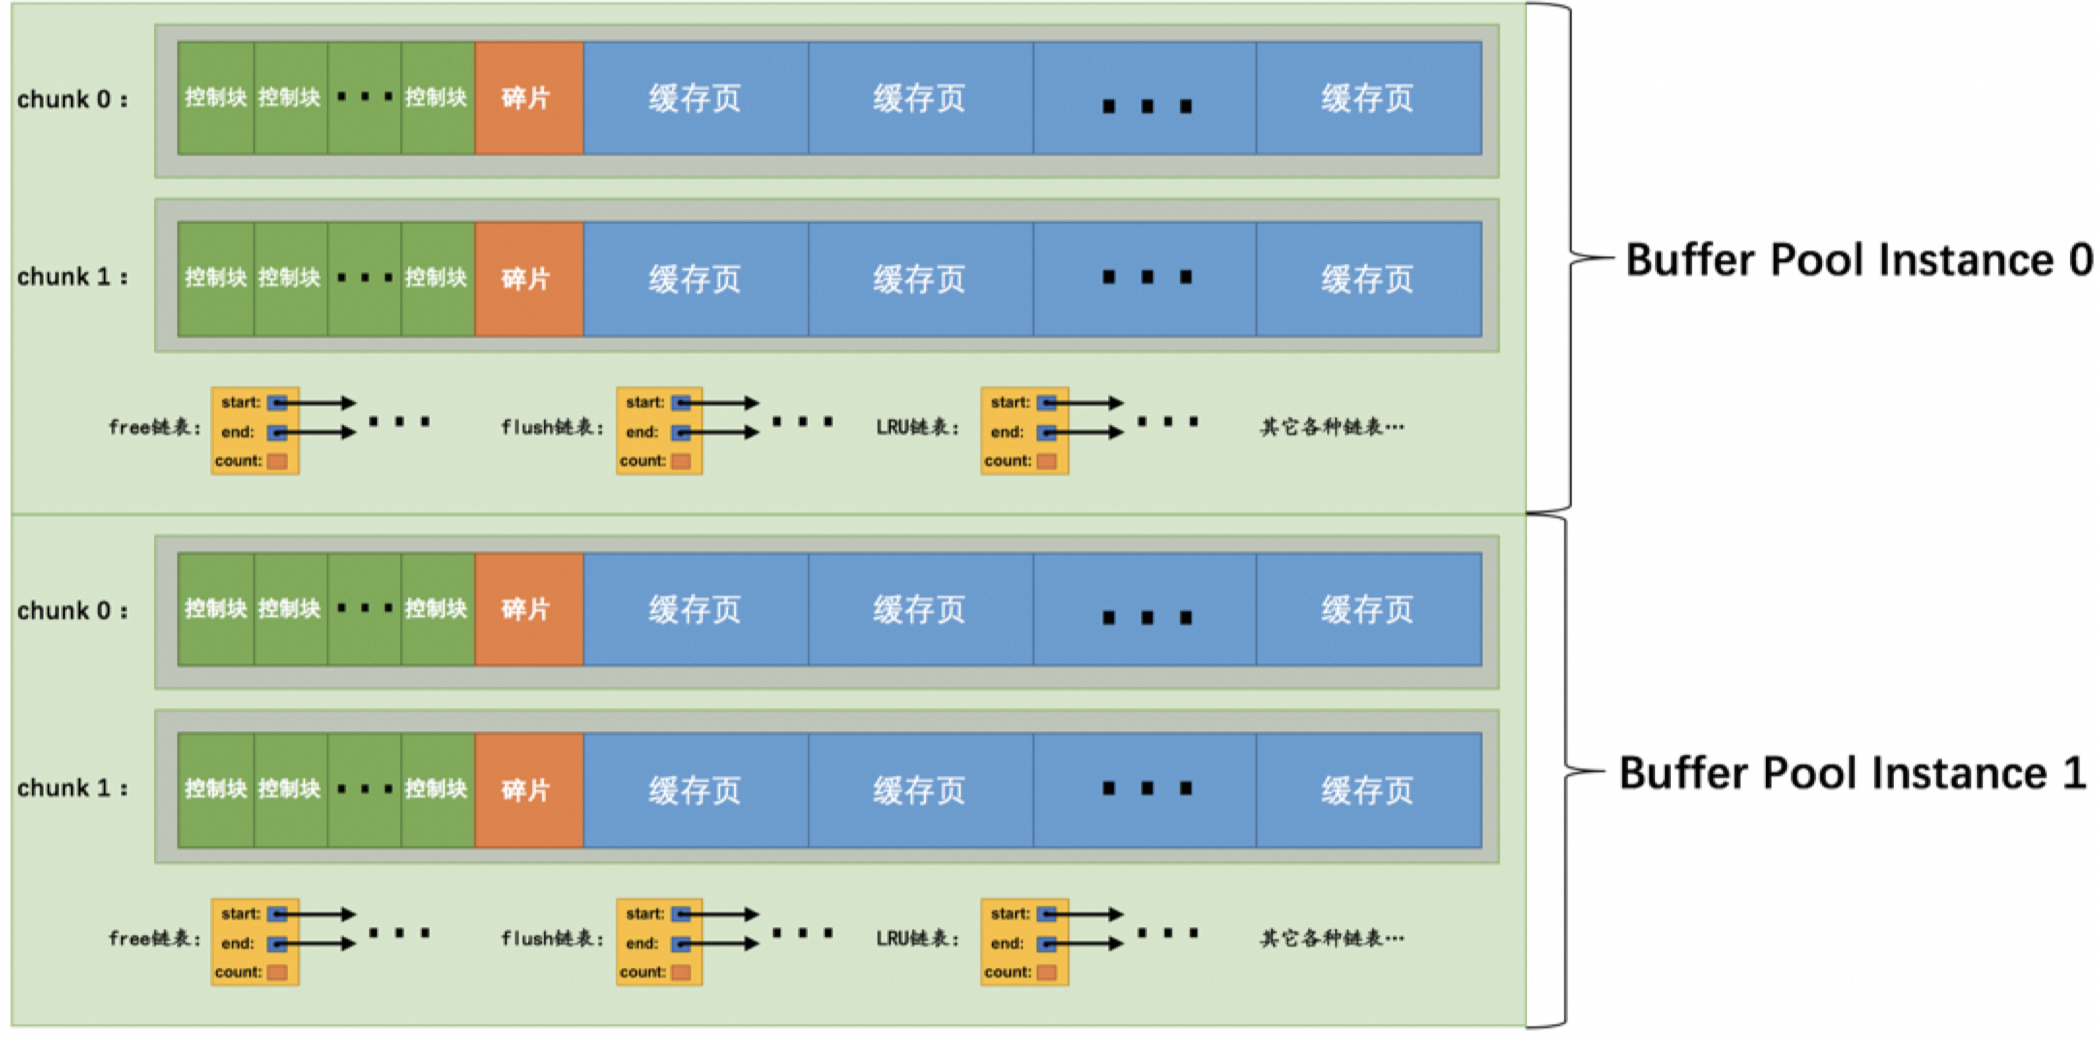 chunk 0：
控制块 控制块 ··· 控制块 碎片 缓存页 缓存页 ··· 缓存页
chunk 1：
控制块 控制块 ··· 控制块 碎片 缓存页 缓存页 ··· 缓存页
free链表：
start:
end:
count:
···
flush链表：
start:
end:
count:
···
LRU链表：
start:
end:
count:
···
其它各种链表…
Buffer Pool Instance 0
chunk 0：
控制块 控制块 ··· 控制块 碎片 缓存页 缓存页 ··· 缓存页
chunk 1：
控制块 控制块 ··· 控制块 碎片 缓存页 缓存页 ··· 缓存页
free链表：
start:
end:
count:
···
flush链表：
start:
end:
count:
···
LRU链表：
start:
end:
count:
···
其它各种链表…
Buffer Pool Instance 1